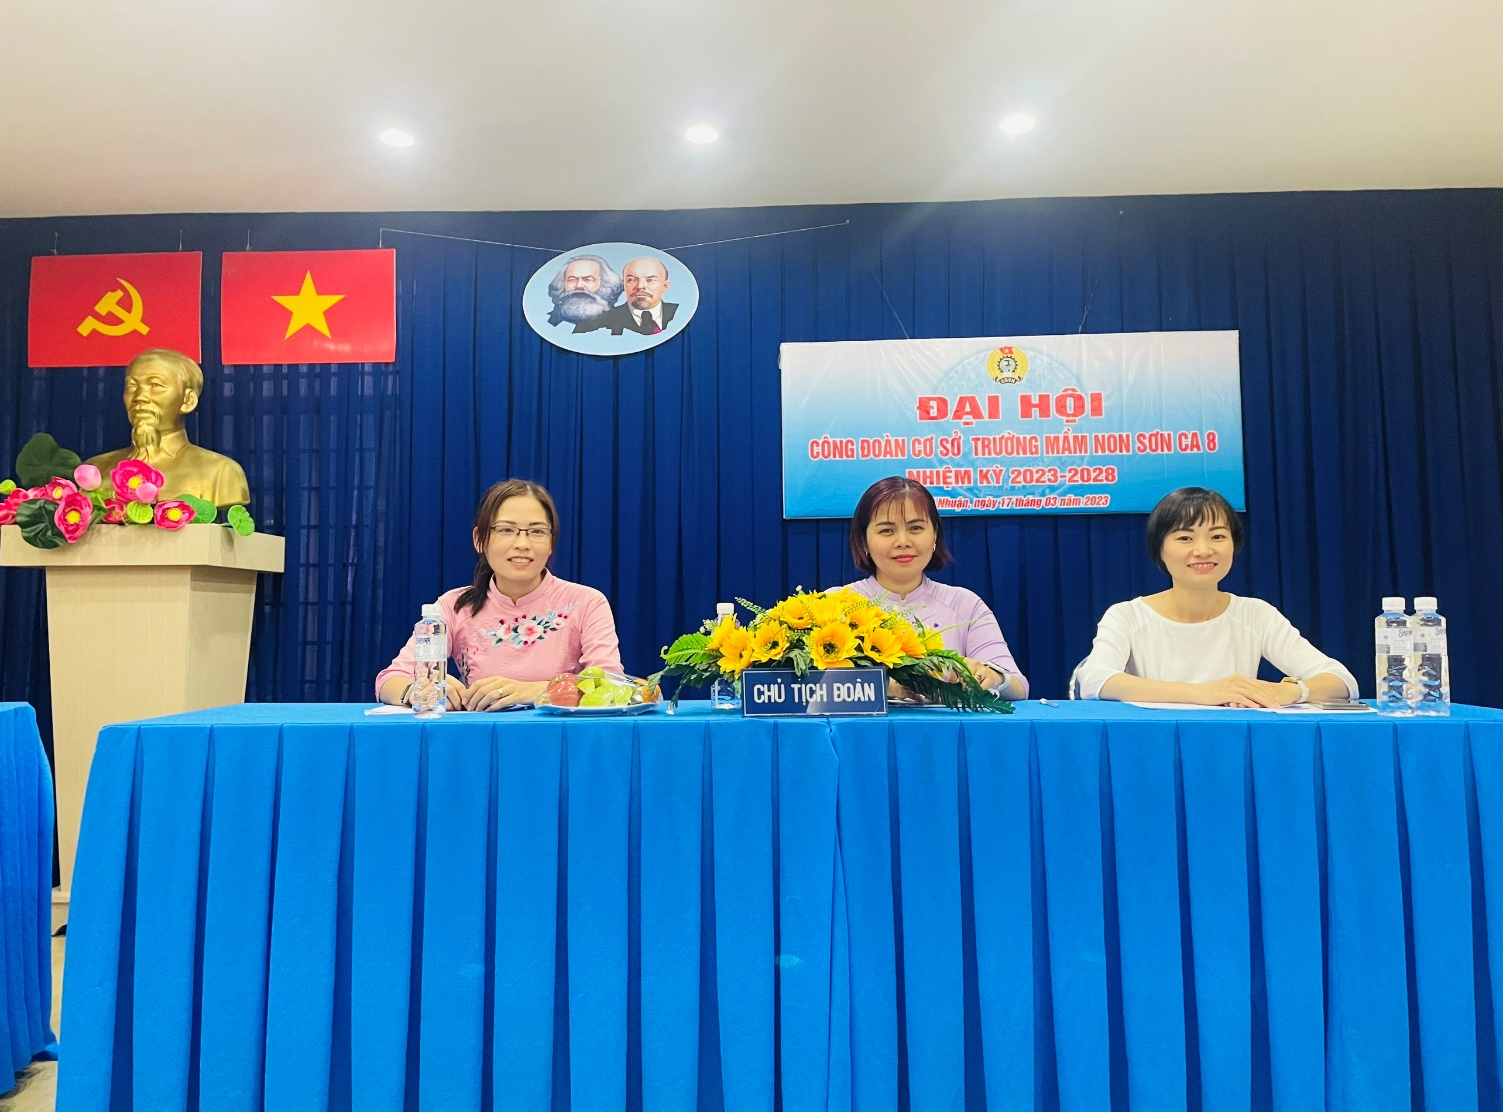 ĐẠI HỘI
CÔNG ĐOÀN CƠ SỞ TRƯỜNG MẦM NON SƠN CA 8
NHIỆM KỲ 2023-2028
Nhuận, ngày 17 tháng 03 năm 2023
CHỦ TỊCH ĐOÀN